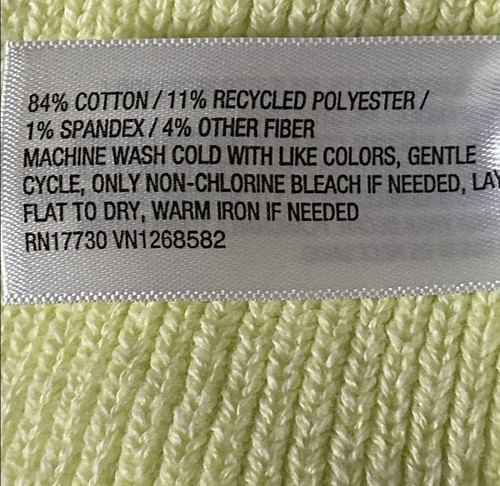 84% COTTON / 11% RECYCLED POLYESTER /
1% SPANDEX / 4% OTHER FIBER
MACHINE WASH COLD WITH LIKE COLORS, GENTLE
CYCLE, ONLY NON-CHLORINE BLEACH IF NEEDED, LAY
FLAT TO DRY, WARM IRON IF NEEDED
RN17730 VN1268582